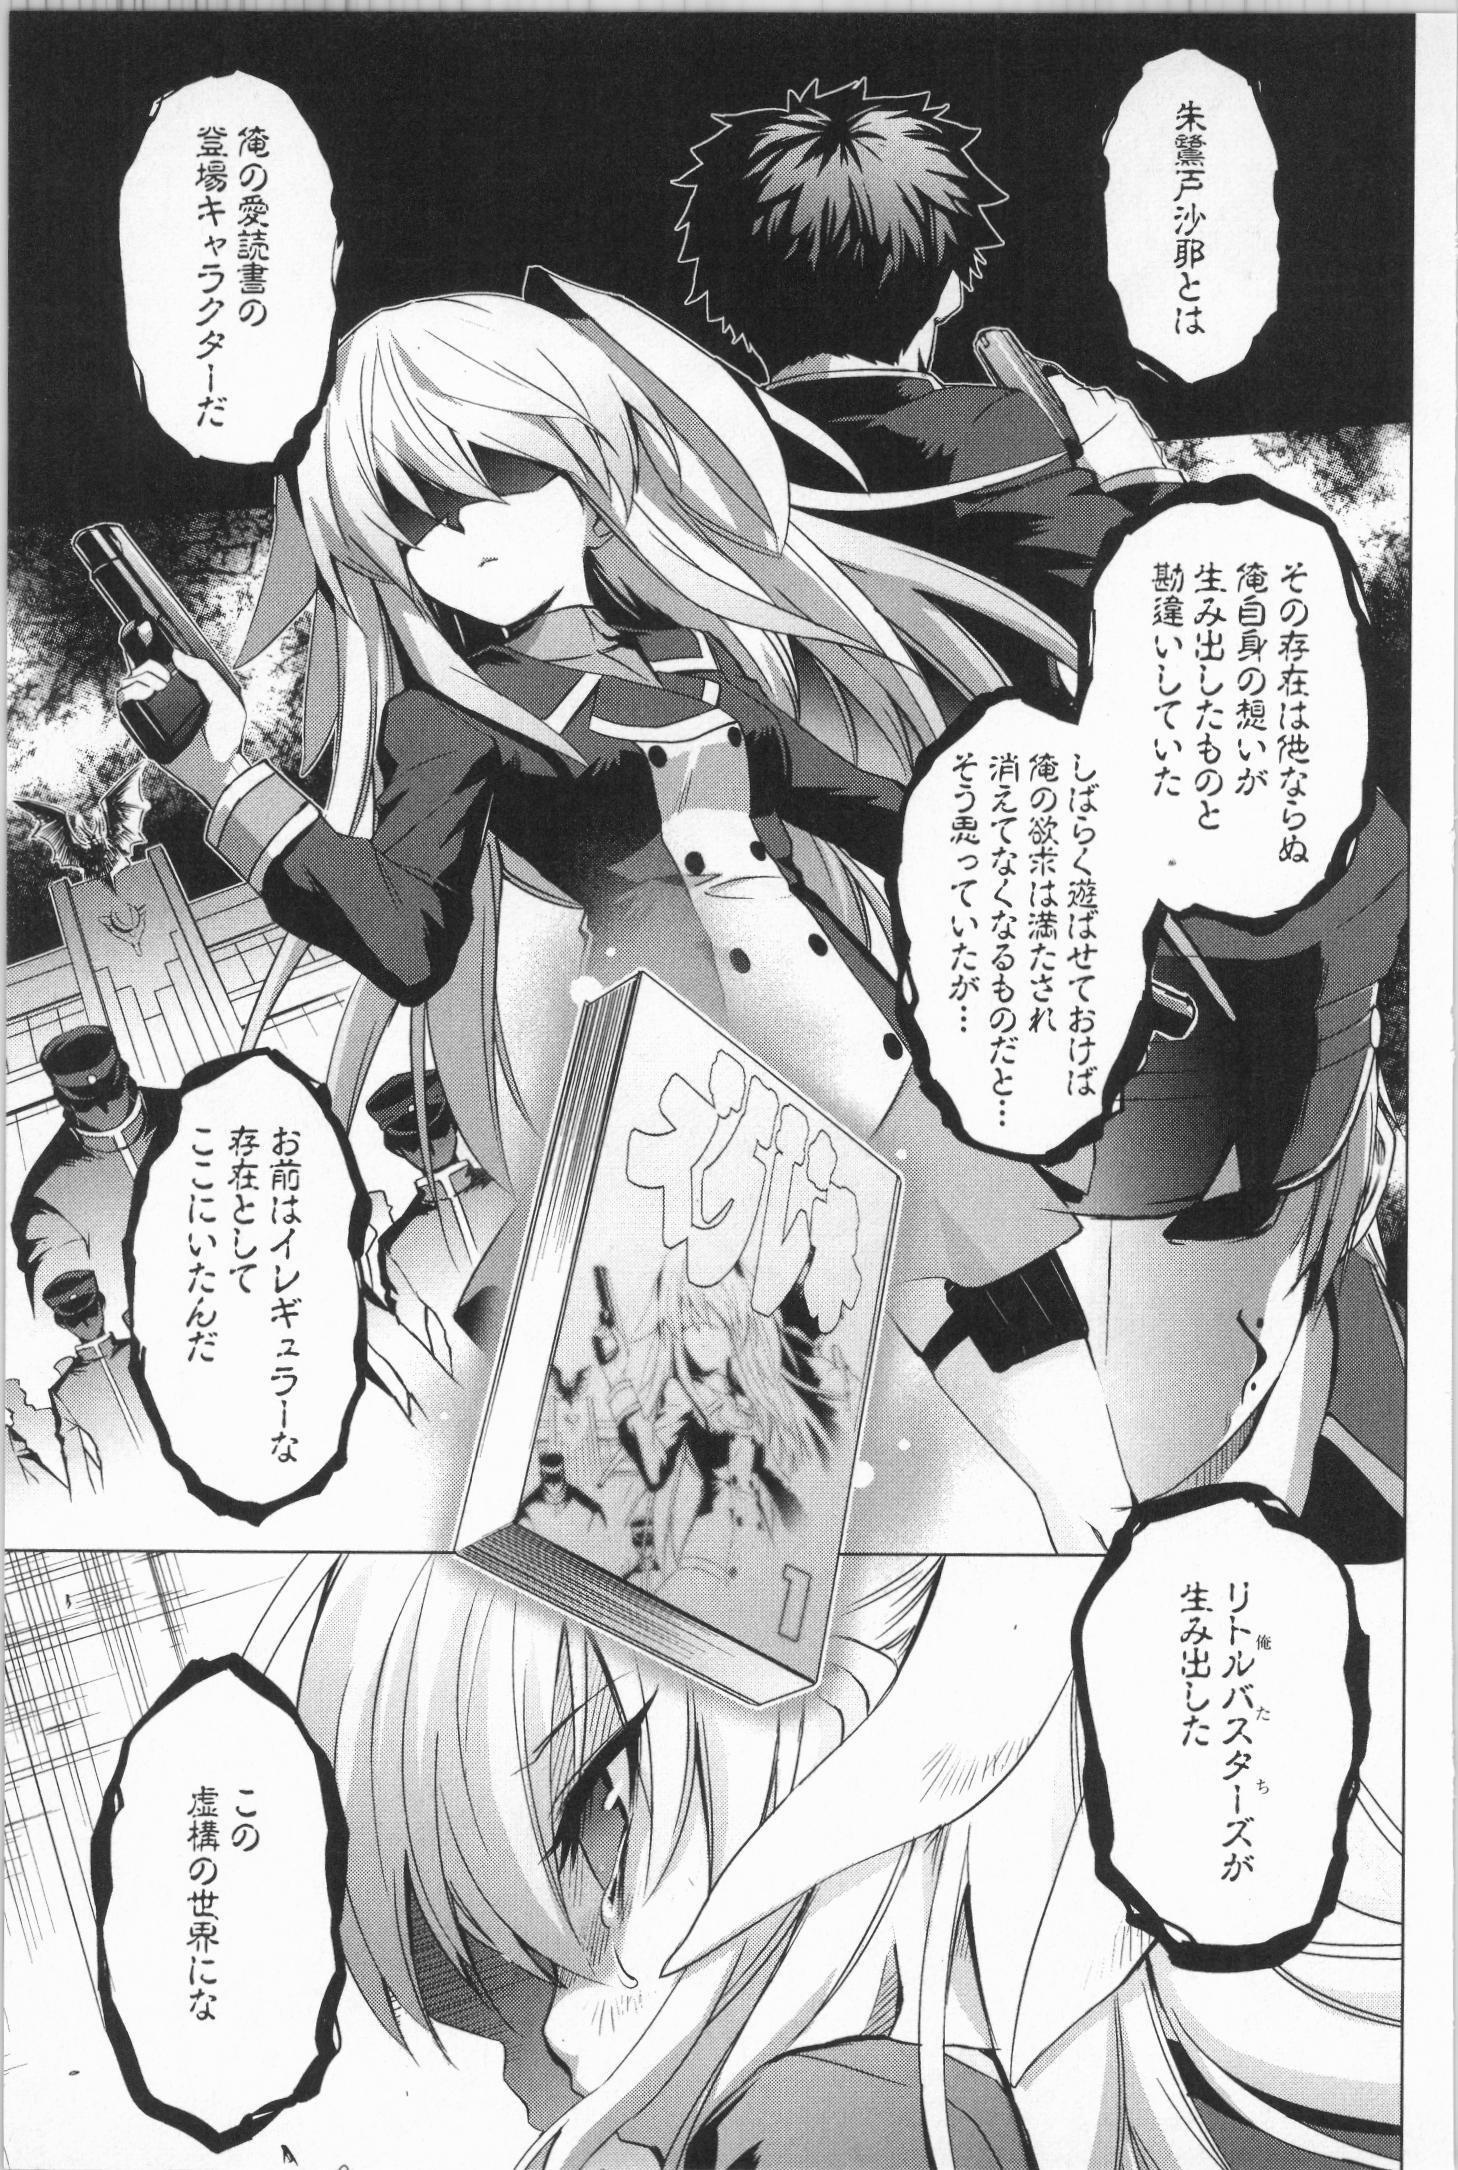 朱鷺戸沙耶とは
俺の愛読書の
登場キャラクターだ
その存在は他ならぬ
俺自身の想いが
生み出したものと
勘違いしていた
しばらく遊ばせておけば
俺の欲求は満たされ
消えてなくなるものだと…
そう思っていたが…
お前はイレギュラーな
存在として
ここにいたんだ
1
リトルバスターズが
俺たち
生み出した
この
虚構の世界にな